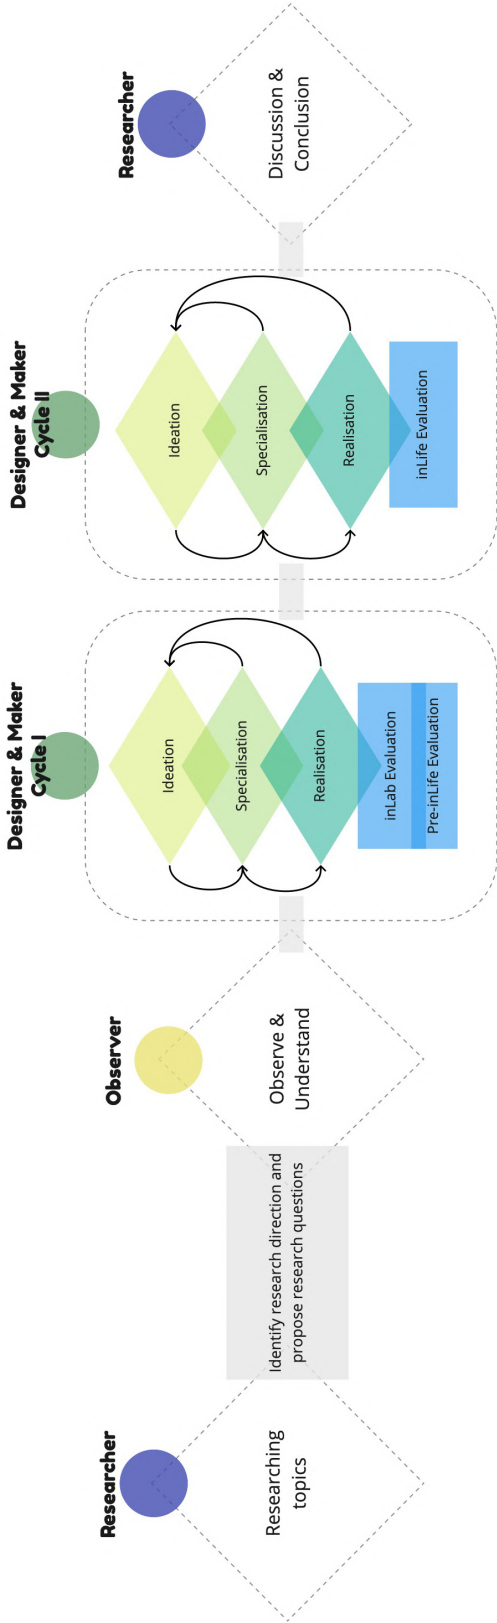 Researcher
Researching
topics
Identify research direction and
propose research questions
Observer
Observe &
Understand
Designer & Maker
Cycle I
Ideation
Specialisation
Realisation
inLab Evaluation
Pre-inLife Evaluation
Designer & Maker
Cycle II
Ideation
Specialisation
Realisation
inLife Evaluation
Researcher
Discussion &
Conclusion